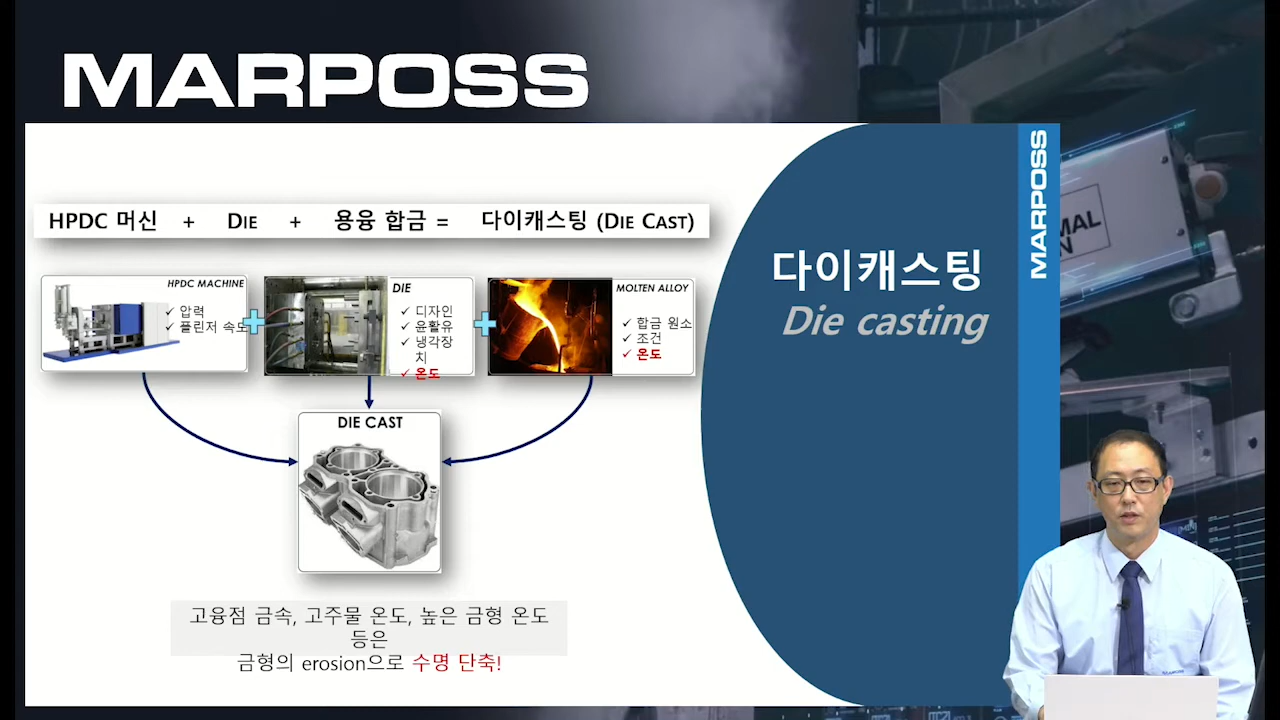 MARPOSS
MARPOSS
HPDC 머신 + DIE + 용융 합금 = 다이캐스팅 (DIE CAST)
다이캐스팅
Die casting
HPDC MACHINE
✓ 압력
✓ 플린저 속도
DIE
✓ 디자인
✓ 윤활유
✓ 냉각장
치
✓ 온도
MOLTEN ALLOY
✓ 합금 원소
✓ 조건
✓ 온도
DIE CAST
고융점 금속, 고주물 온도, 높은 금형 온도
등은
금형의 erosion으로 수명 단축!